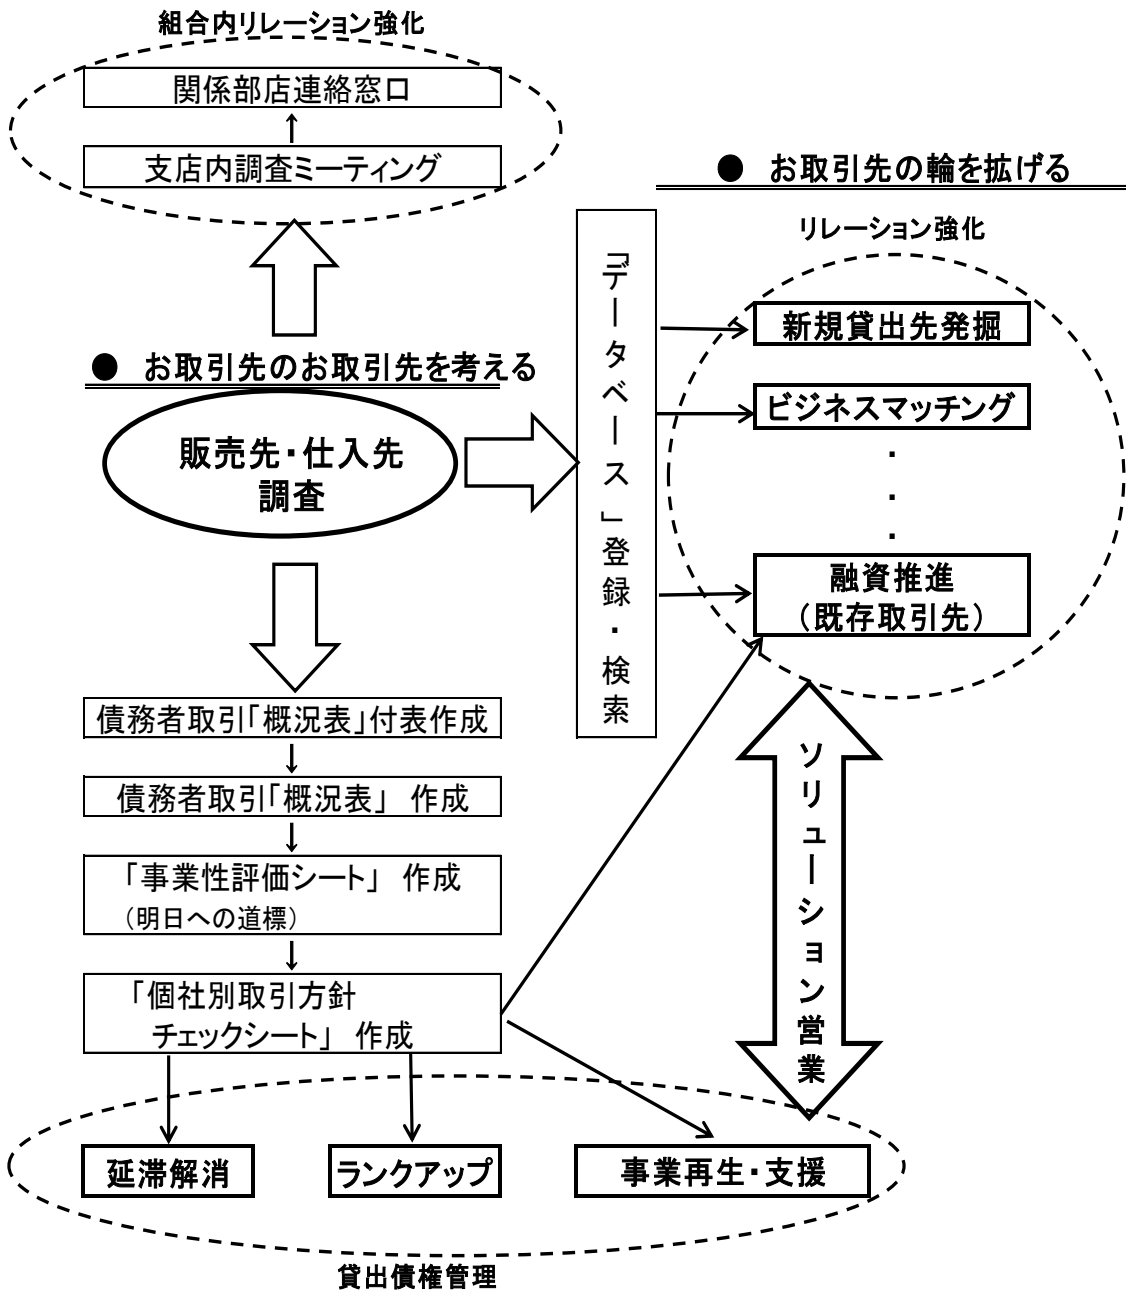 組合内リレーション強化
関係部店連絡窓口
支店内調査ミーティング
● お取引先の輪を拡げる
リレーション強化
「データベース」登録・検索
新規貸出先発掘
ビジネスマッチング
・
・
・
融資推進
（既存取引先）
● お取引先のお取引先を考える
販売先・仕入先
調査
債務者取引「概況表」付表作成
債務者取引「概況表」 作成
「事業性評価シート」 作成
（明日への道標）
「個社別取引方針
チェックシート」 作成
ソリューション営業
延滞解消
ランクアップ
事業再生・支援
貸出債権管理